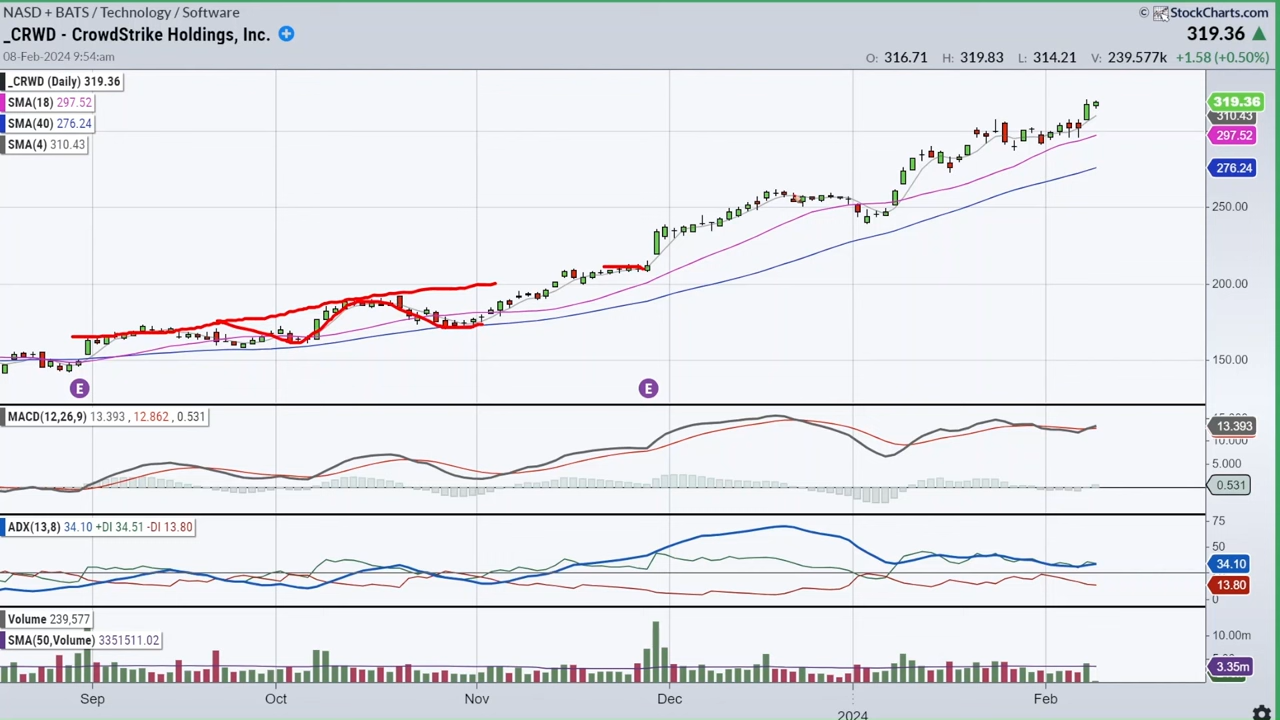 NASD + BATS / Technology / Software
© StockCharts.com
_CRWD - CrowdStrike Holdings, Inc.
319.36
08-Feb-2024 9:54am
O: 316.71 H: 319.83 L: 314.21 V: 239.577k +1.58 (+0.50%)
_CRWD (Daily) 319.36
SMA(18) 297.52
SMA(40) 276.24
SMA(4) 310.43
319.36
310.43
297.52
276.24
250.00
200.00
150.00
E
E
MACD(12,26,9) 13.393 , 12.862 , 0.531
13.393
10.000
5.000
0.531
ADX(13,8) 34.10 +DI 34.51 -DI 13.80
75
50
34.10
13.80
0
Volume 239,577
SMA(50,Volume) 3351511.02
10.00m
3.35m
Sep Oct Nov Dec Feb
2024